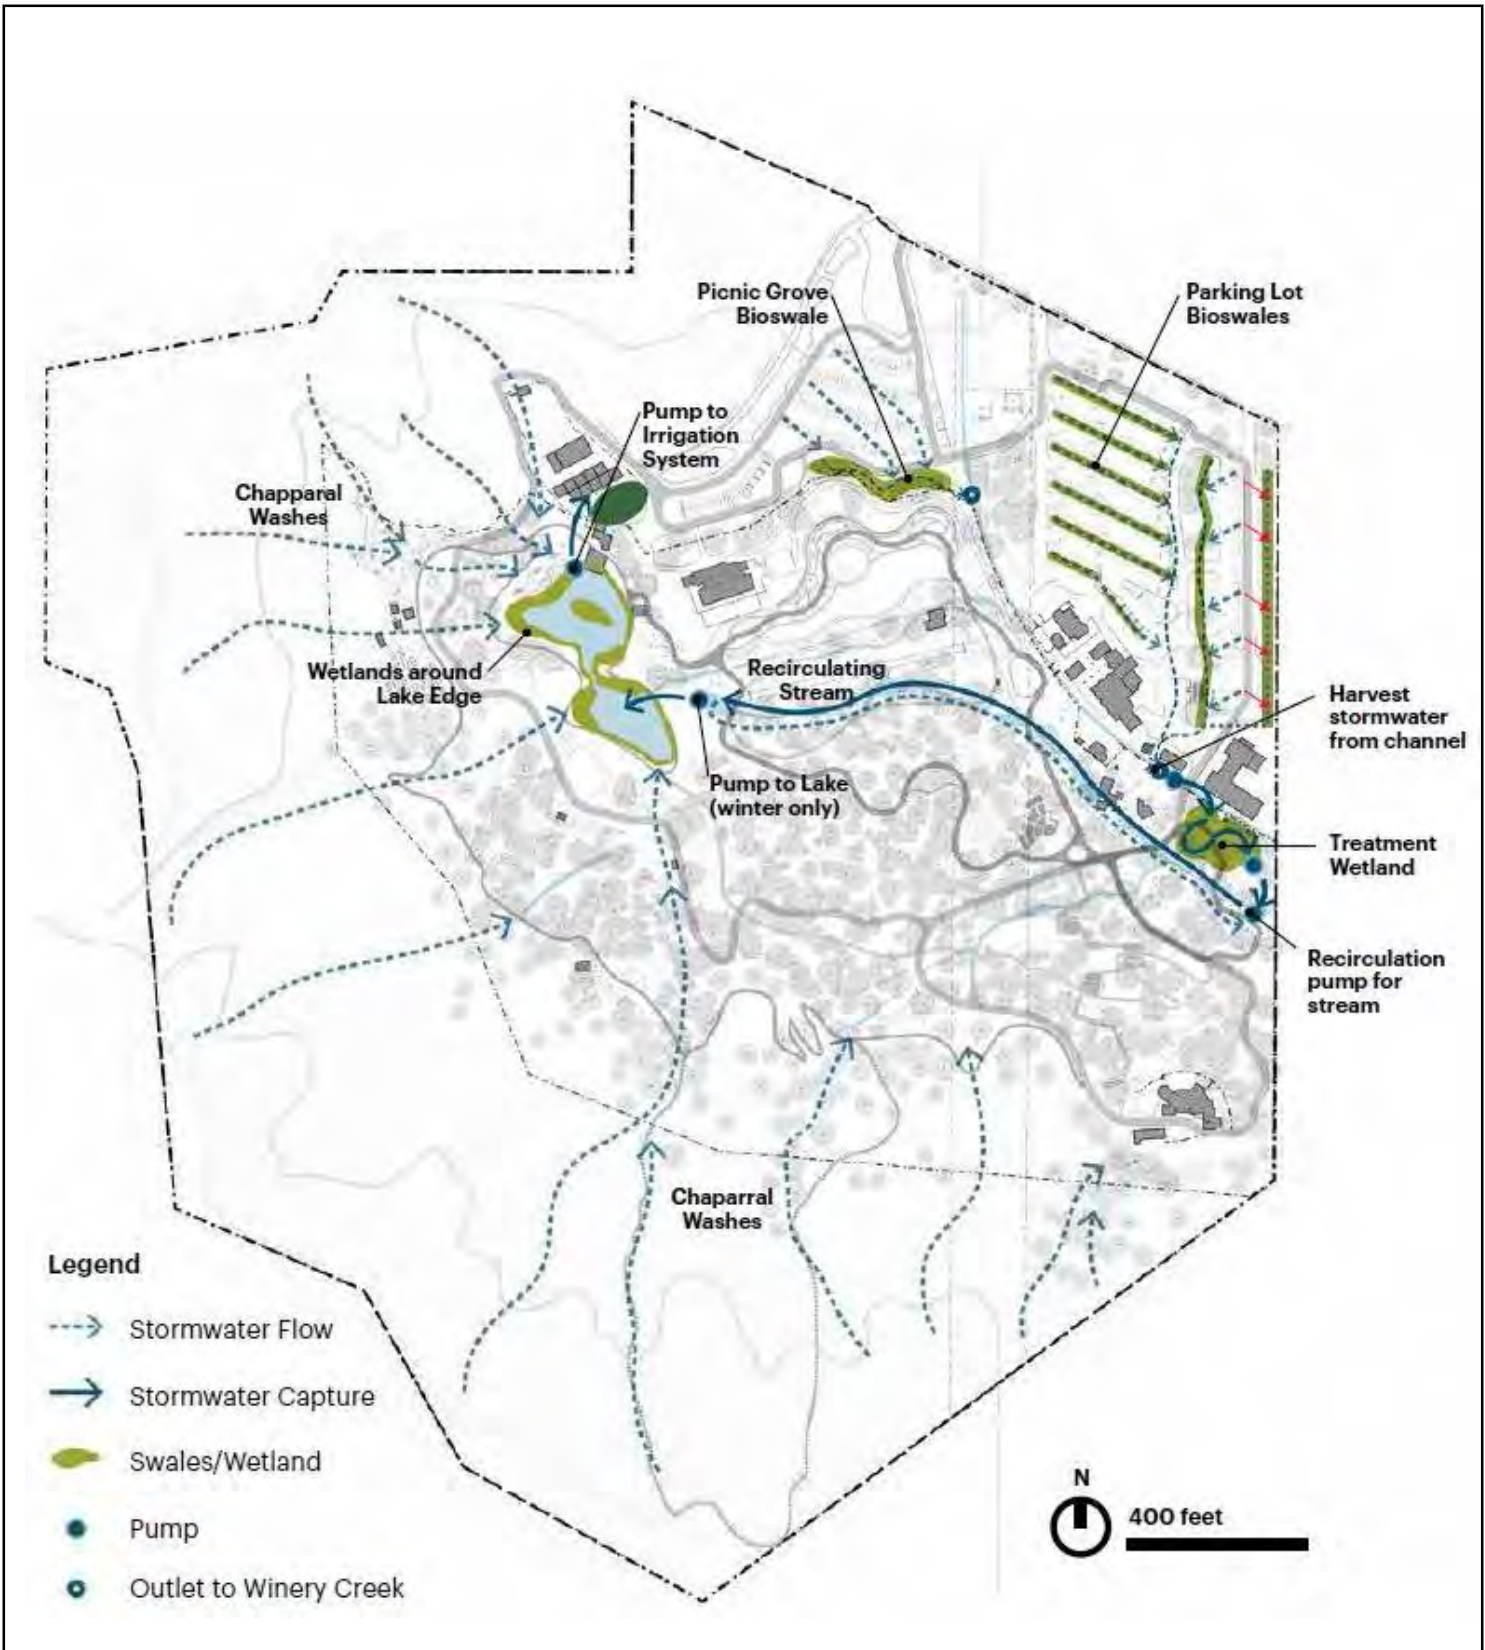 Picnic Grove
Bioswale
Parking Lot
Bioswales
Pump to
Irrigation
System
Chapparal
Washes
Wetlands around
Lake Edge
Recirculating
Stream
Harvest
stormwater
from channel
Pump to Lake
(winter only)
Treatment
Wetland
Recirculation
pump for
stream
Chaparral
Washes
Legend
Stormwater Flow
Stormwater Capture
Swales/Wetland
Pump
Outlet to Winery Creek
N
400 feet